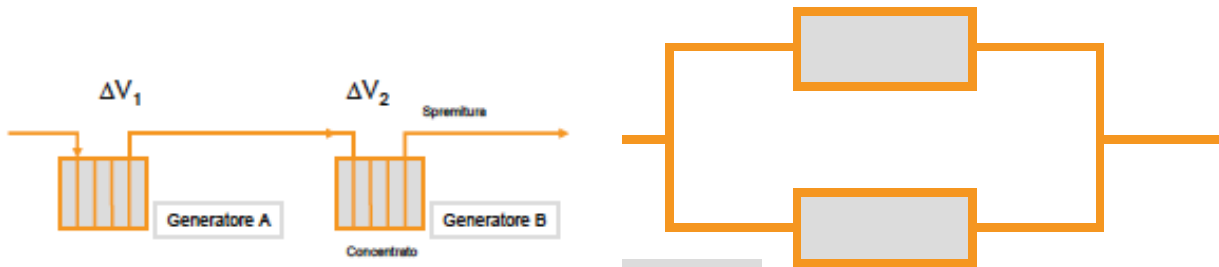 ΔV1
ΔV2
Spremitura
Generatore A
Generatore B
Concentrato